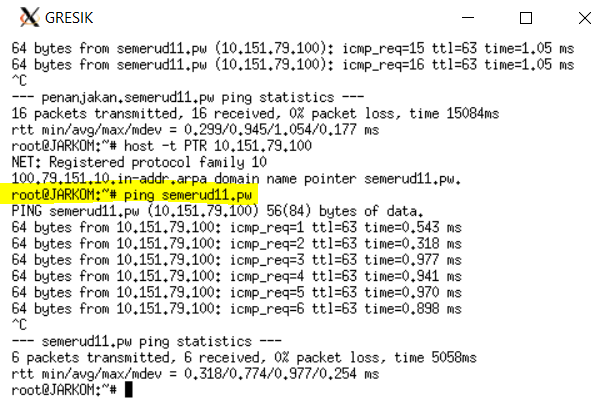 GRESIK
64 bytes from semerud11.pw (10.151.79.100): icmp_req=15 ttl=63 time=1.05 ms
64 bytes from semerud11.pw (10.151.79.100): icmp_req=16 ttl=63 time=1.05 ms
^C
--- penanjakan.semerud11.pw ping statistics ---
16 packets transmitted, 16 received, 0% packet loss, time 15084ms
rtt min/avg/max/mdev = 0.299/0.945/1.054/0.177 ms
root@JARKOM:~# host -t PTR 10.151.79.100
NET: Registered protocol family 10
100.79.151.10.in-addr.arpa domain name pointer semerud11.pw.
root@JARKOM:~# ping semerud11.pw
PING semerud11.pw (10.151.79.100) 56(84) bytes of data.
64 bytes from 10.151.79.100: icmp_req=1 ttl=63 time=0.543 ms
64 bytes from 10.151.79.100: icmp_req=2 ttl=63 time=0.318 ms
64 bytes from 10.151.79.100: icmp_req=3 ttl=63 time=0.977 ms
64 bytes from 10.151.79.100: icmp_req=4 ttl=63 time=0.941 ms
64 bytes from 10.151.79.100: icmp_req=5 ttl=63 time=0.970 ms
64 bytes from 10.151.79.100: icmp_req=6 ttl=63 time=0.898 ms
^C
--- semerud11.pw ping statistics ---
6 packets transmitted, 6 received, 0% packet loss, time 5058ms
rtt min/avg/max/mdev = 0.318/0.774/0.977/0.254 ms
root@JARKOM:~#